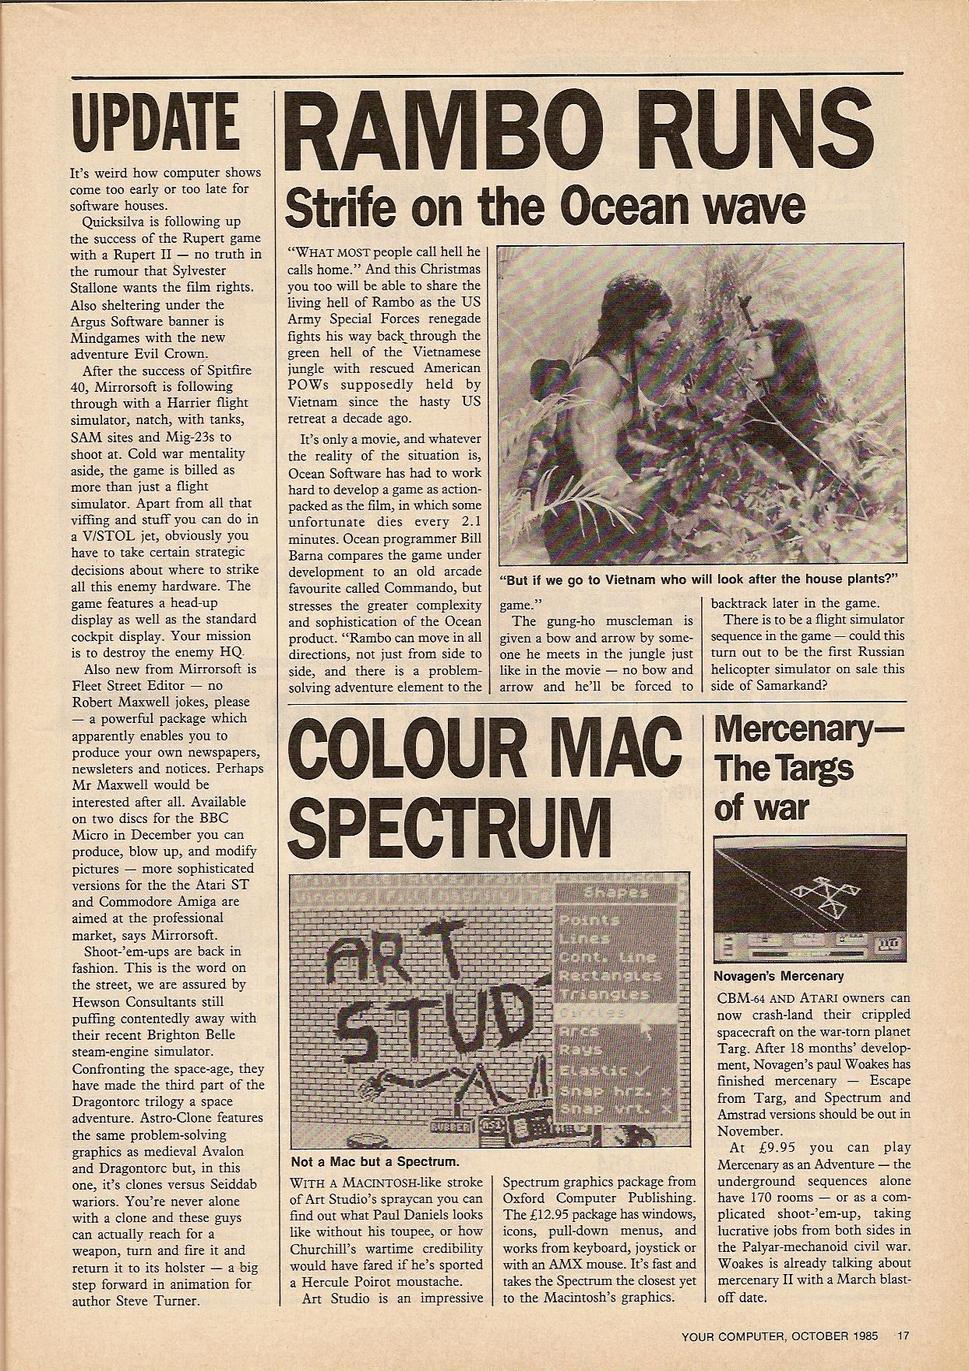 UPDATE
It's weird how computer shows
come too early or too late for
software houses.
Quicksilva is following up
the success of the Rupert game
with a Rupert II — no truth in
the rumour that Sylvester
Stallone wants the film rights.
Also sheltering under the
Argus Software banner is
Mindgames with the new
adventure Evil Crown.
After the success of Spitfire
40, Mirrorsoft is following
through with a Harrier flight
simulator, natch, with tanks,
SAM sites and Mig-23s to
shoot at. Cold war mentality
aside, the game is billed as
more than just a flight
simulator. Apart from all that
viffing and stuff you can do in
a V/STOL jet, obviously you
have to take certain strategic
decisions about where to strike
all this enemy hardware. The
game features a head-up
display as well as the standard
cockpit display. Your mission
is to destroy the enemy HQ.
Also new from Mirrorsoft is
Fleet Street Editor — no
Robert Maxwell jokes, please
— a powerful package which
apparently enables you to
produce your own newspapers,
newsleters and notices. Perhaps
Mr Maxwell would be
interested after all. Available
on two discs for the BBC
Micro in December you can
produce, blow up, and modify
pictures — more sophisticated
versions for the the Atari ST
and Commodore Amiga are
aimed at the professional
market, says Mirrorsoft.
Shoot-'em-ups are back in
fashion. This is the word on
the street, we are assured by
Hewson Consultants still
puffing contentedly away with
their recent Brighton Belle
steam-engine simulator.
Confronting the space-age, they
have made the third part of the
Dragontorc trilogy a space
adventure. Astro-Clone features
the same problem-solving
graphics as medieval Avalon
and Dragontorc but, in this
one, it's clones versus Seiddab
wariors. You're never alone
with a clone and these guys
can actually reach for a
weapon, turn and fire it and
return it to its holster — a big
step forward in animation for
author Steve Turner.
RAMBO RUNS
Strife on the Ocean wave
"WHAT MOST people call hell he
calls home." And this Christmas
you too will be able to share the
living hell of Rambo as the US
Army Special Forces renegade
fights his way back through the
green hell of the Vietnamese
jungle with rescued American
POWs supposedly held by
Vietnam since the hasty US
retreat a decade ago.
It's only a movie, and whatever
the reality of the situation is,
Ocean Software has had to work
hard to develop a game as action-
packed as the film, in which some
unfortunate dies every 2.1
minutes. Ocean programmer Bill
Barna compares the game under
development to an old arcade
favourite called Commando, but
stresses the greater complexity
and sophistication of the Ocean
product. "Rambo can move in all
directions, not just from side to
side, and there is a problem-
solving adventure element to the
"But if we go to Vietnam who will look after the house plants?"
game."
The gung-ho muscleman is
given a bow and arrow by some-
one he meets in the jungle just
like in the movie — no bow and
arrow and he'll be forced to
backtrack later in the game.
There is to be a flight simulator
sequence in the game — could this
turn out to be the first Russian
helicopter simulator on sale this
side of Samarkand?
COLOUR MAC
SPECTRUM
Shapes
Points
Lines
Cont. line
Rectangles
Triangles
Circles
Arcs
Rays
Elastic ✓
Snap hrz. x
Snap vrt. x
ART
STUD
RUBBER
Not a Mac but a Spectrum.
WITH A MACINTOSH-like stroke
of Art Studio's spraycan you can
find out what Paul Daniels looks
like without his toupee, or how
Churchill's wartime credibility
would have fared if he's sported
a Hercule Poirot moustache.
Art Studio is an impressive
Spectrum graphics package from
Oxford Computer Publishing.
The £12.95 package has windows,
icons, pull-down menus, and
works from keyboard, joystick or
with an AMX mouse. It's fast and
takes the Spectrum the closest yet
to the Macintosh's graphics.
Mercenary—
The Targs
of war
Novagen's Mercenary
CBM-64 AND ATARI owners can
now crash-land their crippled
spacecraft on the war-torn planet
Targ. After 18 months' develop-
ment, Novagen's paul Woakes has
finished mercenary — Escape
from Targ, and Spectrum and
Amstrad versions should be out in
November.
At £9.95 you can play
Mercenary as an Adventure — the
underground sequences alone
have 170 rooms — or as a com-
plicated shoot-'em-up, taking
lucrative jobs from both sides in
the Palyar-mechanoid civil war.
Woakes is already talking about
mercenary II with a March blast-
off date.
YOUR COMPUTER, OCTOBER 1985 17